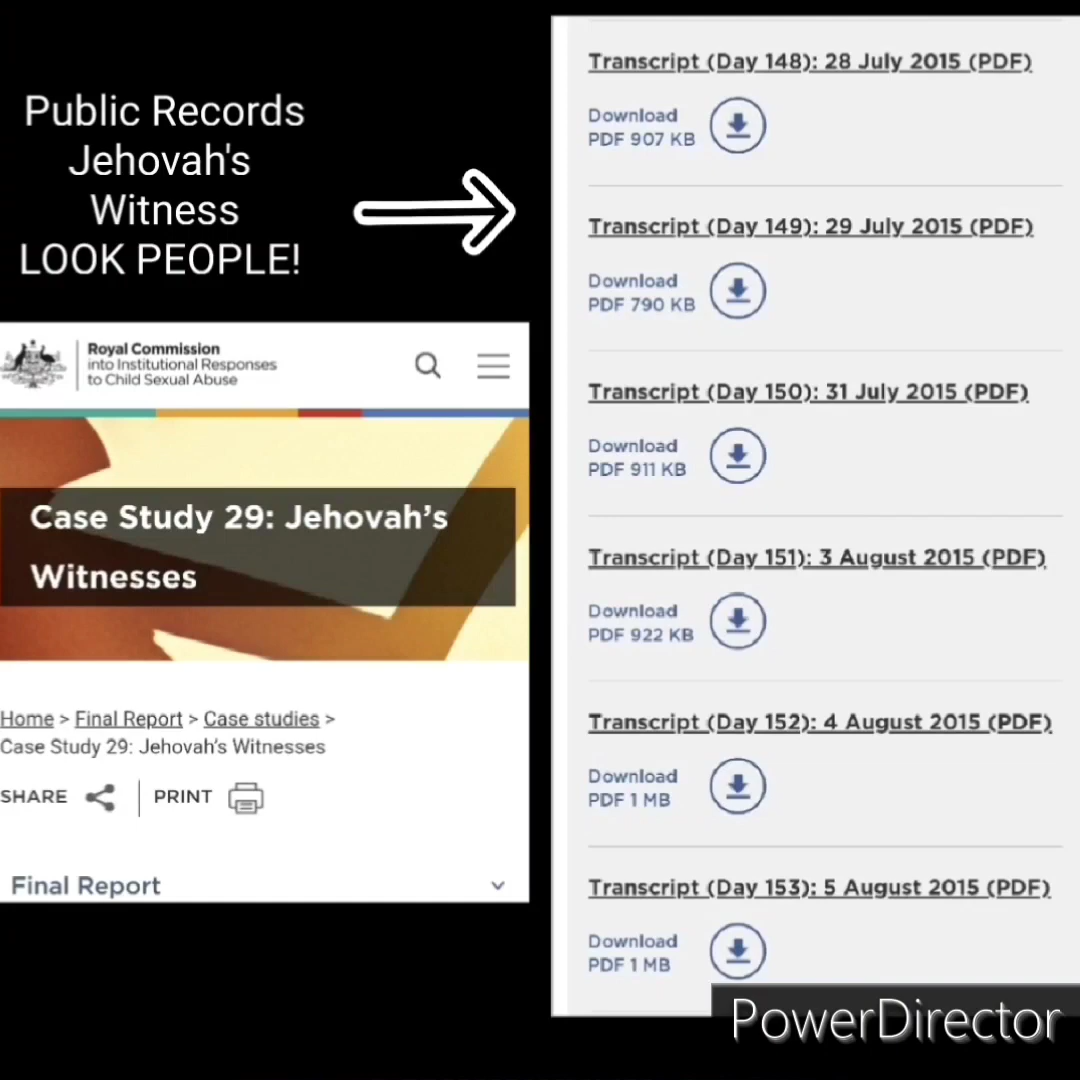 Public Records
Jehovah's
Witness
LOOK PEOPLE!
Royal Commission
into Institutional Responses
to Child Sexual Abuse
Case Study 29: Jehovah's
Witnesses
Home > Final Report > Case studies >
Case Study 29: Jehovah's Witnesses
SHARE PRINT
Final Report
Transcript (Day 148): 28 July 2015 (PDF)
Download
PDF 907 KB
Transcript (Day 149): 29 July 2015 (PDF)
Download
PDF 790 KB
Transcript (Day 150): 31 July 2015 (PDF)
Download
PDF 911 KB
Transcript (Day 151): 3 August 2015 (PDF)
Download
PDF 922 KB
Transcript (Day 152): 4 August 2015 (PDF)
Download
PDF 1 MB
Transcript (Day 153): 5 August 2015 (PDF)
Download
PDF 1 MB
PowerDirector